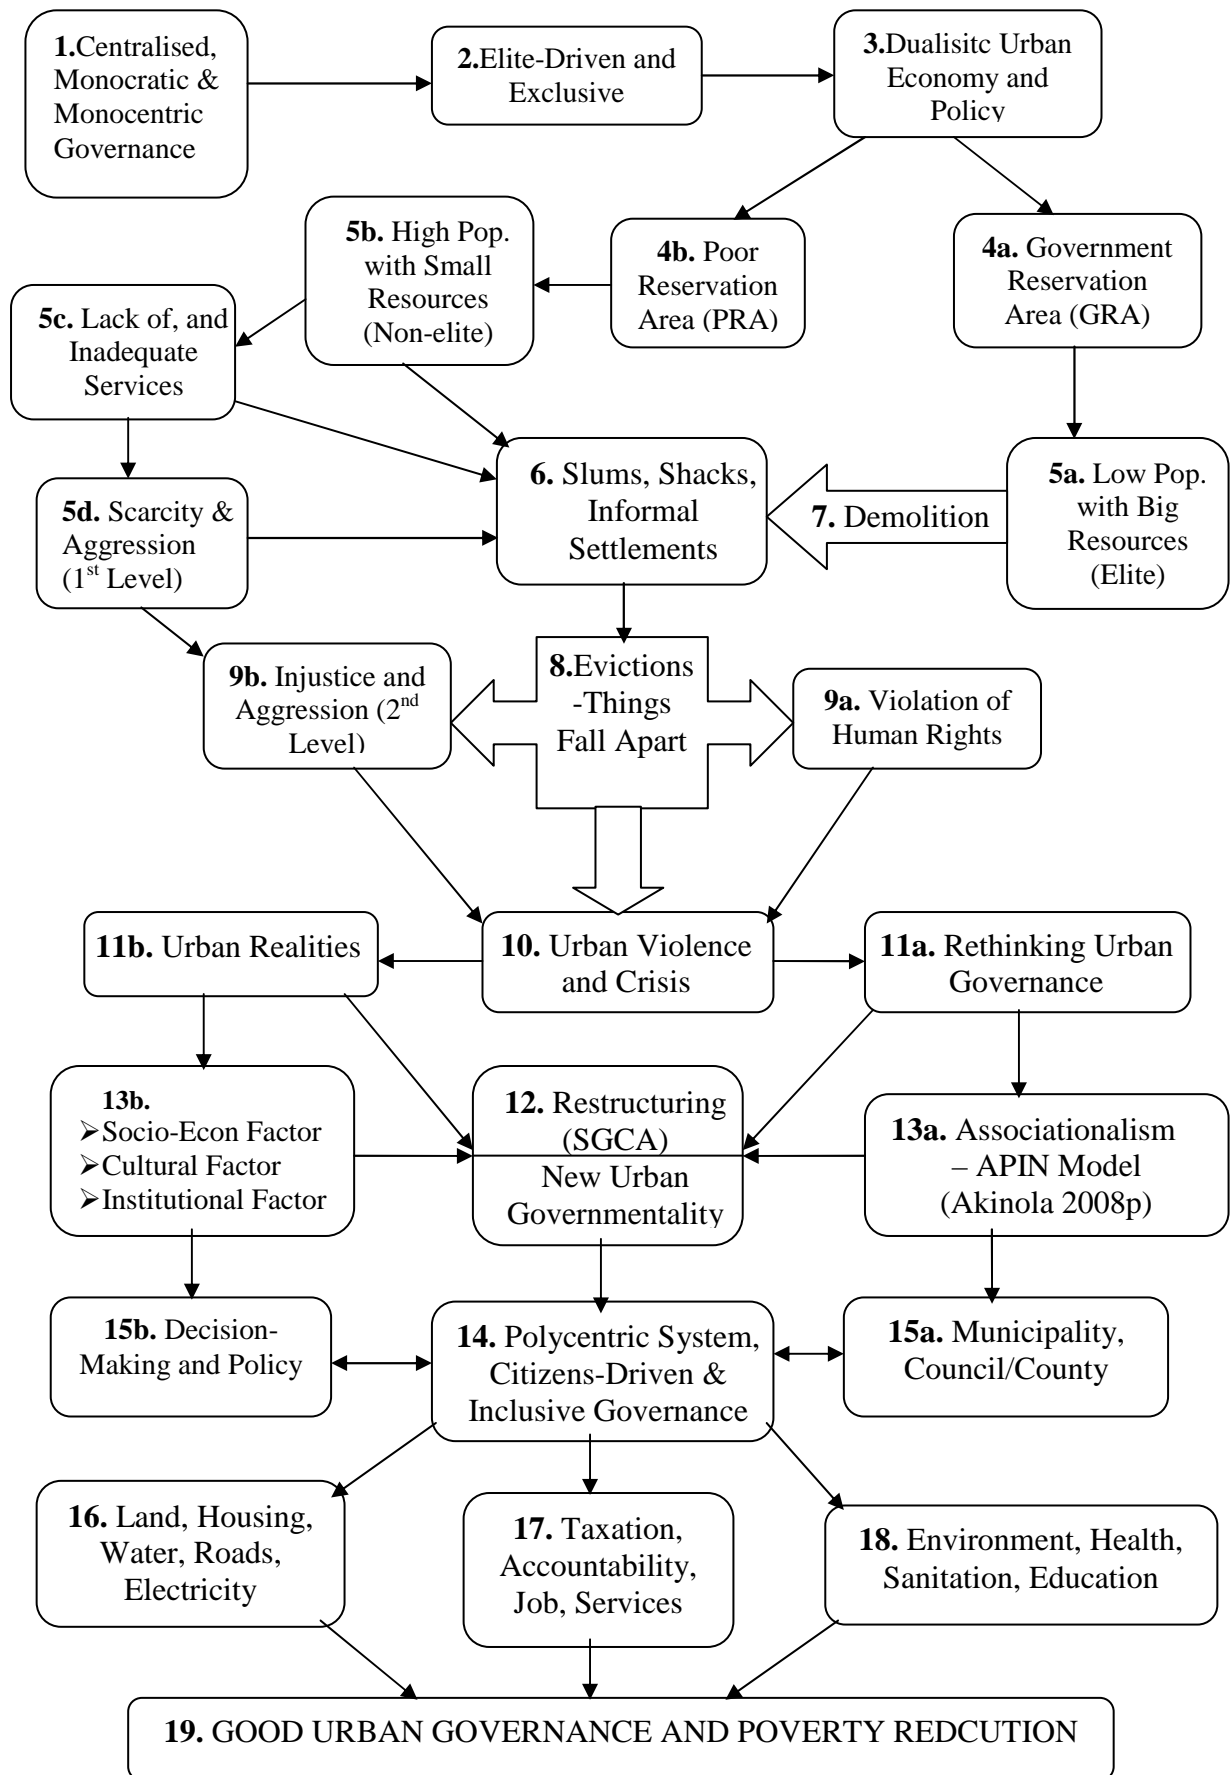 1.Centralised,
Monocratic &
Monocentric
Governance
2.Elite-Driven and
Exclusive
3.Dualisitc Urban
Economy and
Policy
5b. High Pop.
with Small
Resources
(Non-elite)
4b. Poor
Reservation
Area (PRA)
4a. Government
Reservation
Area (GRA)
5c. Lack of, and
Inadequate
Services
5d. Scarcity &
Aggression
(1st Level)
6. Slums, Shacks,
Informal
Settlements
7. Demolition
5a. Low Pop.
with Big
Resources
(Elite)
9b. Injustice and
Aggression (2nd
Level)
8.Evictions
-Things
Fall Apart
9a. Violation of
Human Rights
11b. Urban Realities
10. Urban Violence
and Crisis
11a. Rethinking Urban
Governance
13b.
➢Socio-Econ Factor
➢Cultural Factor
➢Institutional Factor
12. Restructuring
(SGCA)
New Urban
Governmentality
13a. Associationalism
– APIN Model
(Akinola 2008p)
15b. Decision-
Making and Policy
14. Polycentric System,
Citizens-Driven &
Inclusive Governance
15a. Municipality,
Council/County
16. Land, Housing,
Water, Roads,
Electricity
17. Taxation,
Accountability,
Job, Services
18. Environment, Health,
Sanitation, Education
19. GOOD URBAN GOVERNANCE AND POVERTY REDCUTION